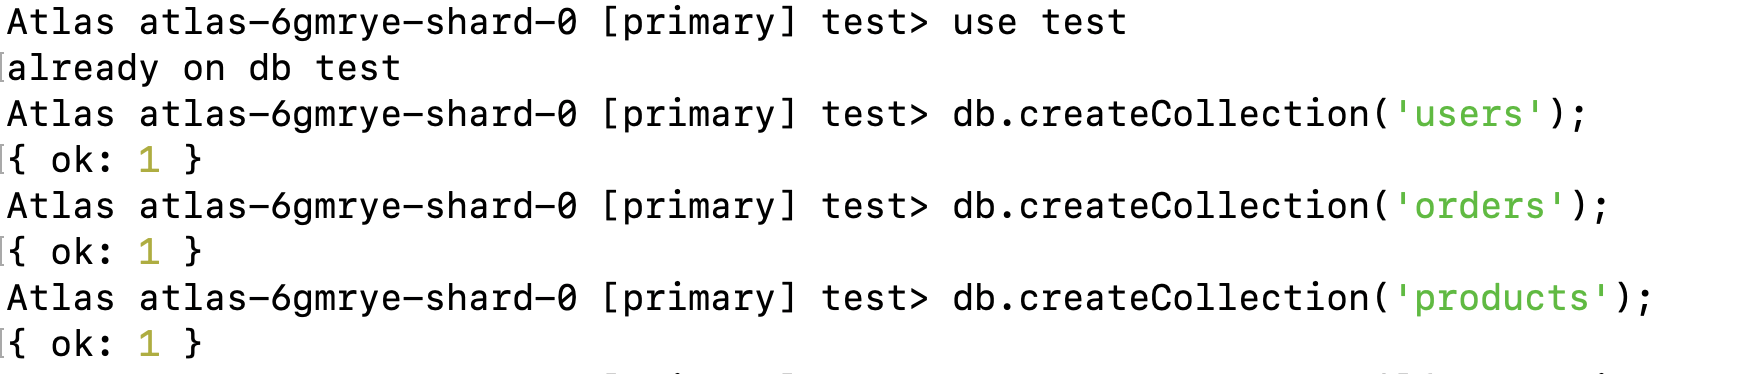 Atlas atlas-6gmrye-shard-0 [primary] test> use test
already on db test
Atlas atlas-6gmrye-shard-0 [primary] test> db.createCollection('users');
{ ok: 1 }
Atlas atlas-6gmrye-shard-0 [primary] test> db.createCollection('orders');
{ ok: 1 }
Atlas atlas-6gmrye-shard-0 [primary] test> db.createCollection('products');
{ ok: 1 }